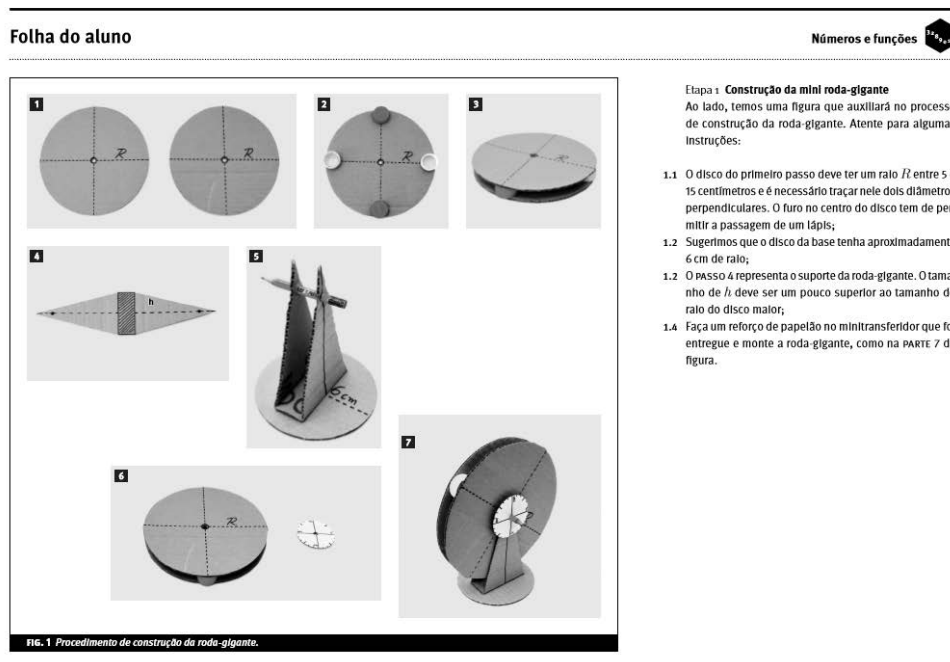 Folha do aluno
Números e funções
1
R
R
2
R
3
4
h
5
6cm
6
R
7
FIG. 1 Procedimento de construção da roda-gigante.
Etapa 1 Construção da mini roda-gigante
Ao lado, temos uma figura que auxiliará no process
de construção da roda-gigante. Atente para alguma
instruções:
1.1 O disco do primeiro passo deve ter um raio R entre 5
15 centímetros e é necessário traçar nele dois diâmetro
perpendiculares. O furo no centro do disco tem de per
mitir a passagem de um lápis;
1.2 Sugerimos que o disco da base tenha aproximadament
6 cm de raio;
1.2 O PASSO 4 representa o suporte da roda-gigante. O tama
nho de h deve ser um pouco superior ao tamanho d
raio do disco maior;
1.4 Faça um reforço de papelão no minitransferidor que fo
entregue e monte a roda-gigante, como na PARTE 7 d
figura.